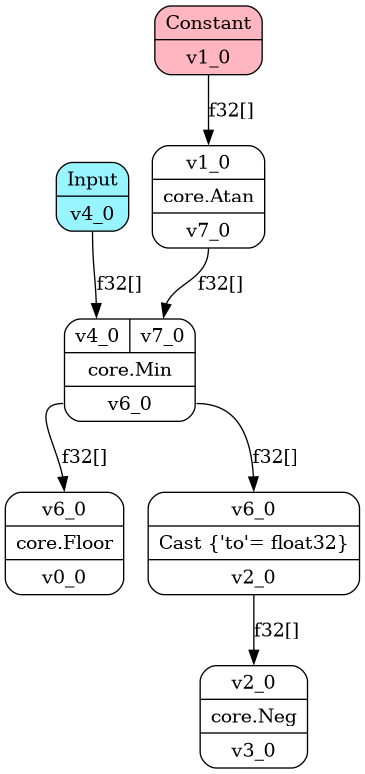 Constant
v1_0
f32[]
Input
v4_0
v1_0
core.Atan
v7_0
f32[]
f32[]
v4_0 v7_0
core.Min
v6_0
f32[]
f32[]
v6_0
core.Floor
v0_0
v6_0
Cast {'to'= float32}
v2_0
f32[]
v2_0
core.Neg
v3_0